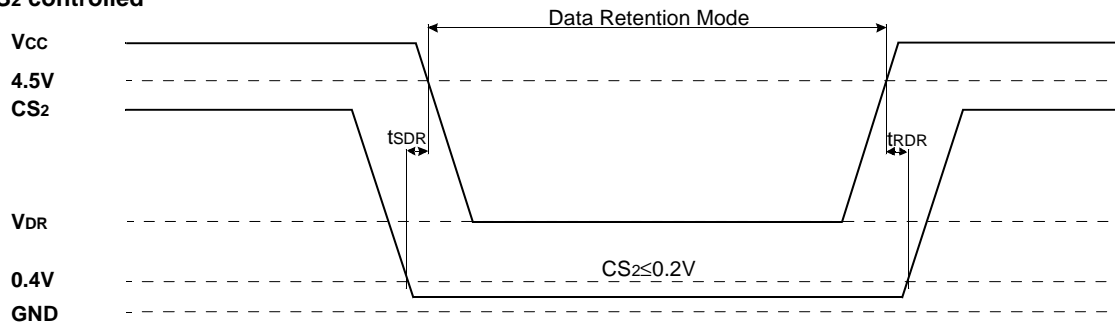 S2 controlled
Data Retention Mode
VCC
4.5V
CS2
tSDR
tRDR
VDR
0.4V
CS2≤0.2V
GND